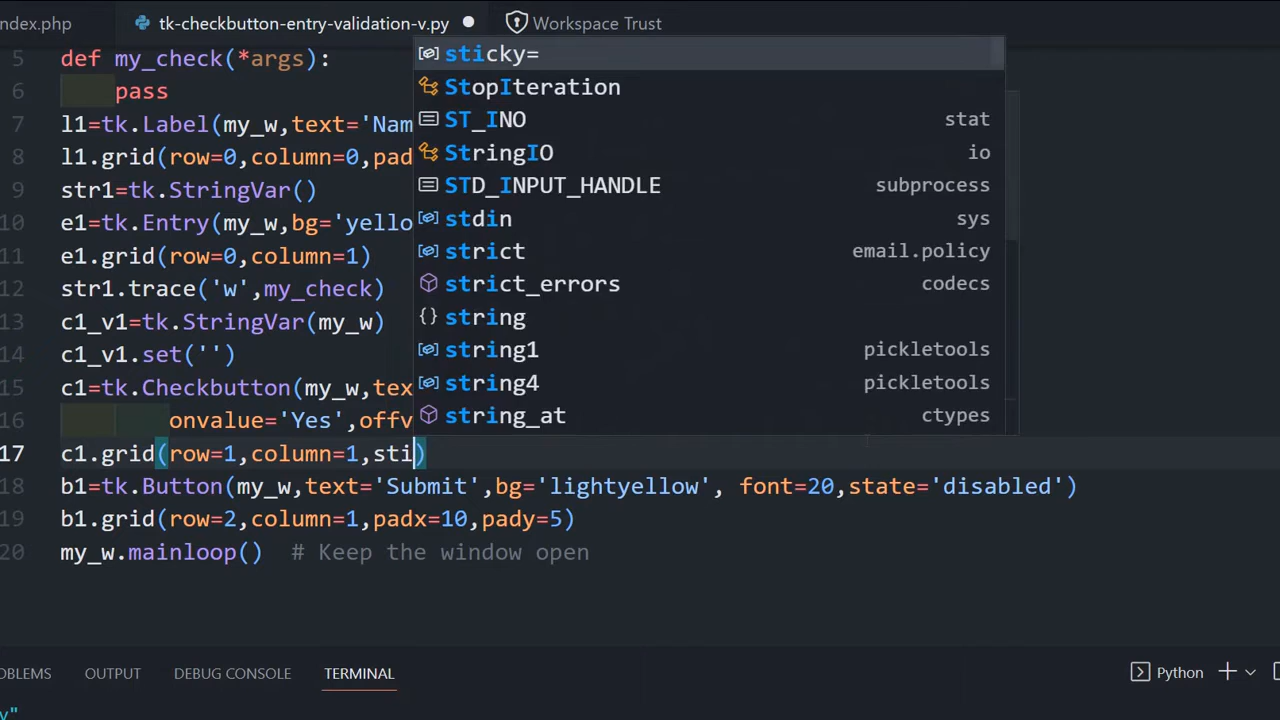 ndex.php tk-checkbutton-entry-validation-v.py Workspace Trust
5 def my_check(*args):
6 pass
7 l1=tk.Label(my_w,text='Nam
8 l1.grid(row=0,column=0,pad
9 str1=tk.StringVar()
10 e1=tk.Entry(my_w,bg='yello
11 e1.grid(row=0,column=1)
12 str1.trace('w',my_check)
13 c1_v1=tk.StringVar(my_w)
14 c1_v1.set('')
15 c1=tk.Checkbutton(my_w,tex
16 onvalue='Yes',offv
17 c1.grid(row=1,column=1,sti)
18 b1=tk.Button(my_w,text='Submit',bg='lightyellow', font=20,state='disabled')
19 b1.grid(row=2,column=1,padx=10,pady=5)
20 my_w.mainloop() # Keep the window open
sticky=
StopIteration
ST_INO stat
StringIO io
STD_INPUT_HANDLE subprocess
stdin sys
strict email.policy
strict_errors codecs
{} string
string1 pickletools
string4 pickletools
string_at ctypes
OBLEMS OUTPUT DEBUG CONSOLE TERMINAL Python
y"